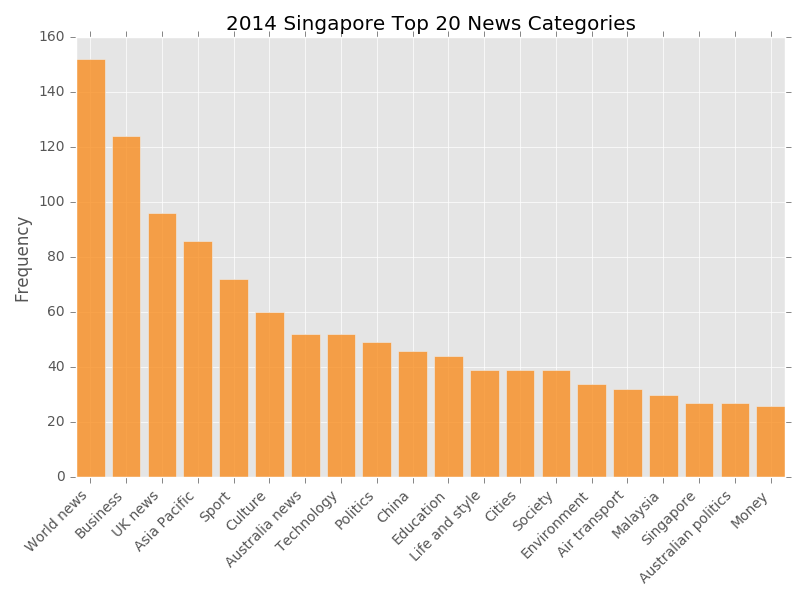 2014 Singapore Top 20 News Categories
160
140
120
100
80
60
40
20
0
Frequency
World news
Business
UK news
Asia Pacific
Sport
Culture
Australia news
Technology
Politics
China
Education
Life and style
Cities
Society
Environment
Air transport
Malaysia
Singapore
Australian politics
Money